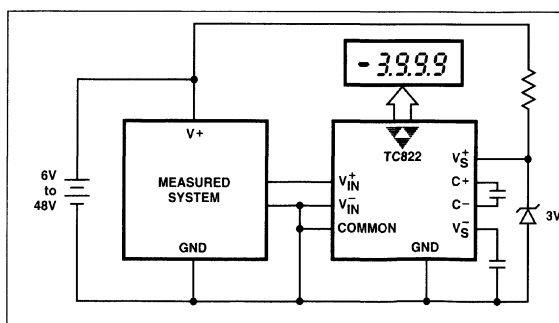 -3.9.9.9
V+
TC822
6V
to
48V
MEASURED
SYSTEM
V+IN
V-IN
COMMON
GND
GND
V+S
C+
C-
V-S
3V